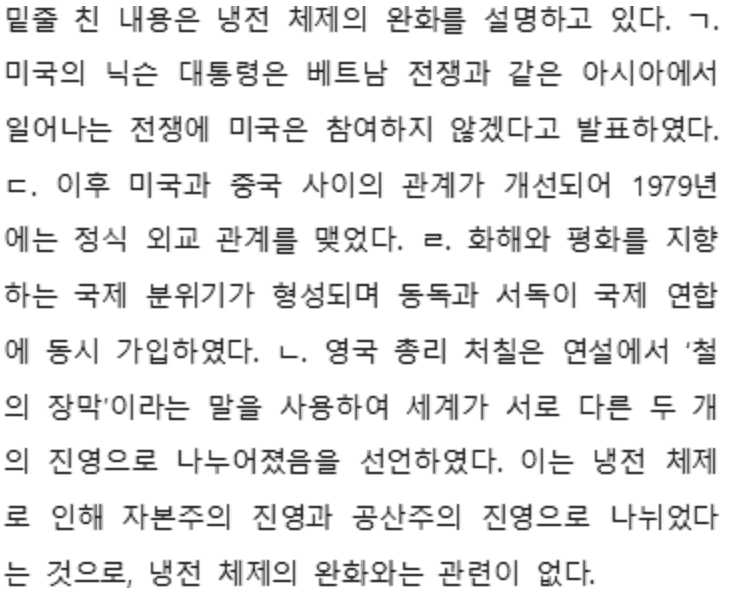 밑줄 친 내용은 냉전 체제의 완화를 설명하고 있다. ㄱ.
미국의 닉슨 대통령은 베트남 전쟁과 같은 아시아에서
일어나는 전쟁에 미국은 참여하지 않겠다고 발표하였다.
ㄷ. 이후 미국과 중국 사이의 관계가 개선되어 1979년
에는 정식 외교 관계를 맺었다. ㄹ. 화해와 평화를 지향
하는 국제 분위기가 형성되며 동독과 서독이 국제 연합
에 동시 가입하였다. ㄴ. 영국 총리 처칠은 연설에서 '철
의 장막'이라는 말을 사용하여 세계가 서로 다른 두 개
의 진영으로 나누어졌음을 선언하였다. 이는 냉전 체제
로 인해 자본주의 진영과 공산주의 진영으로 나뉘었다
는 것으로, 냉전 체제의 완화와는 관련이 없다.